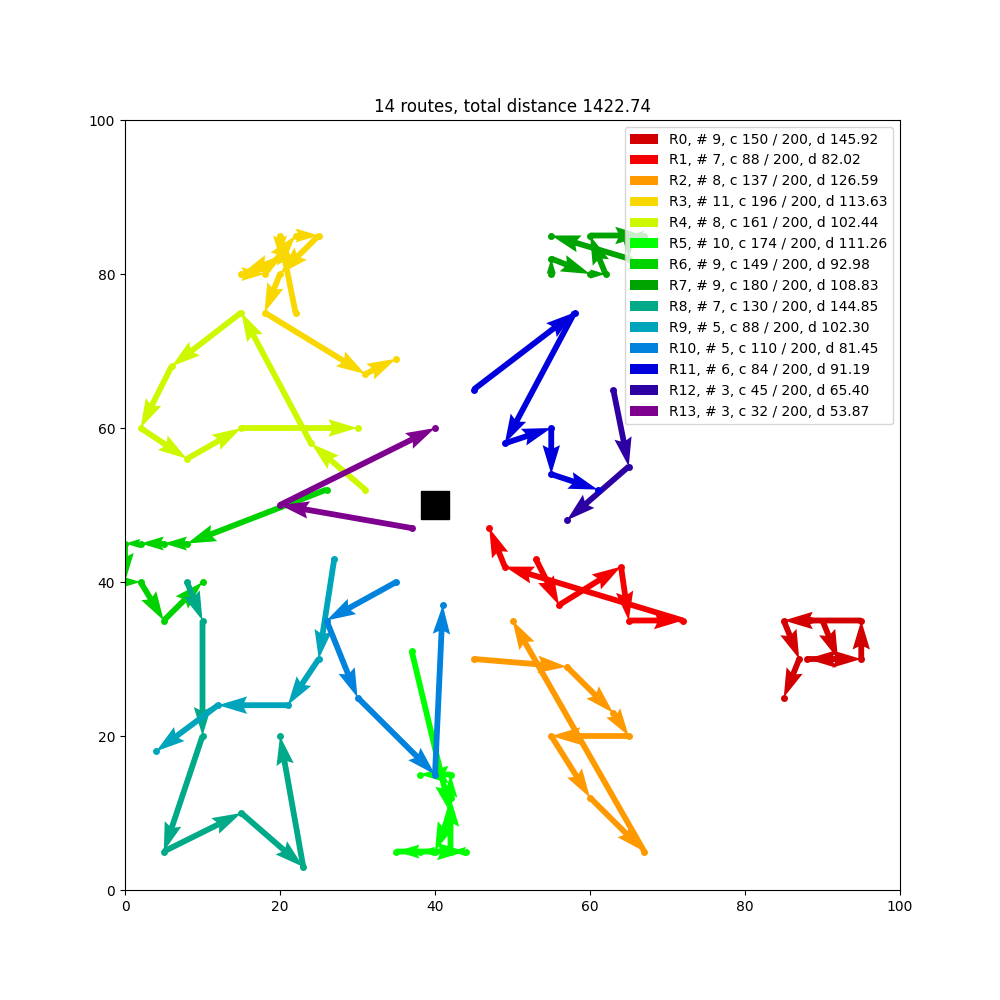 14 routes, total distance 1422.74
100
80
60
40
20
0
0 20 40 60 80 100
R0, # 9, c 150 / 200, d 145.92
R1, # 7, c 88 / 200, d 82.02
R2, # 8, c 137 / 200, d 126.59
R3, # 11, c 196 / 200, d 113.63
R4, # 8, c 161 / 200, d 102.44
R5, # 10, c 174 / 200, d 111.26
R6, # 9, c 149 / 200, d 92.98
R7, # 9, c 180 / 200, d 108.83
R8, # 7, c 130 / 200, d 144.85
R9, # 5, c 88 / 200, d 102.30
R10, # 5, c 110 / 200, d 81.45
R11, # 6, c 84 / 200, d 91.19
R12, # 3, c 45 / 200, d 65.40
R13, # 3, c 32 / 200, d 53.87